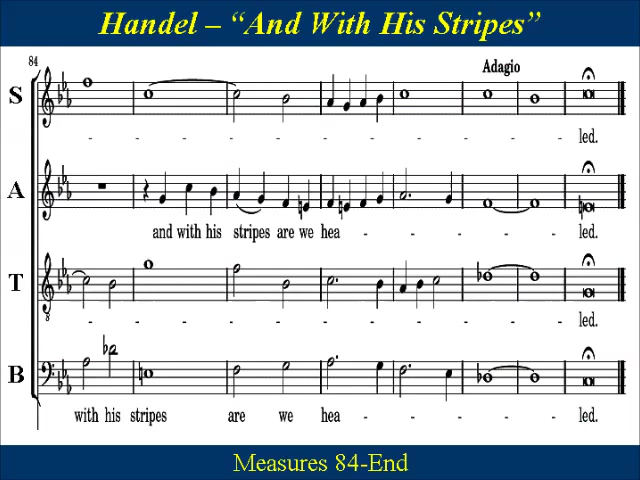 Handel – “And With His Stripes”
84
Adagio
S
- - - - - - - - - - led.
A
and with his stripes are we hea - - - - - led.
T
8
- - - - - - - - - - led.
B
with his stripes are we hea - - - - - led.
Measures 84-End